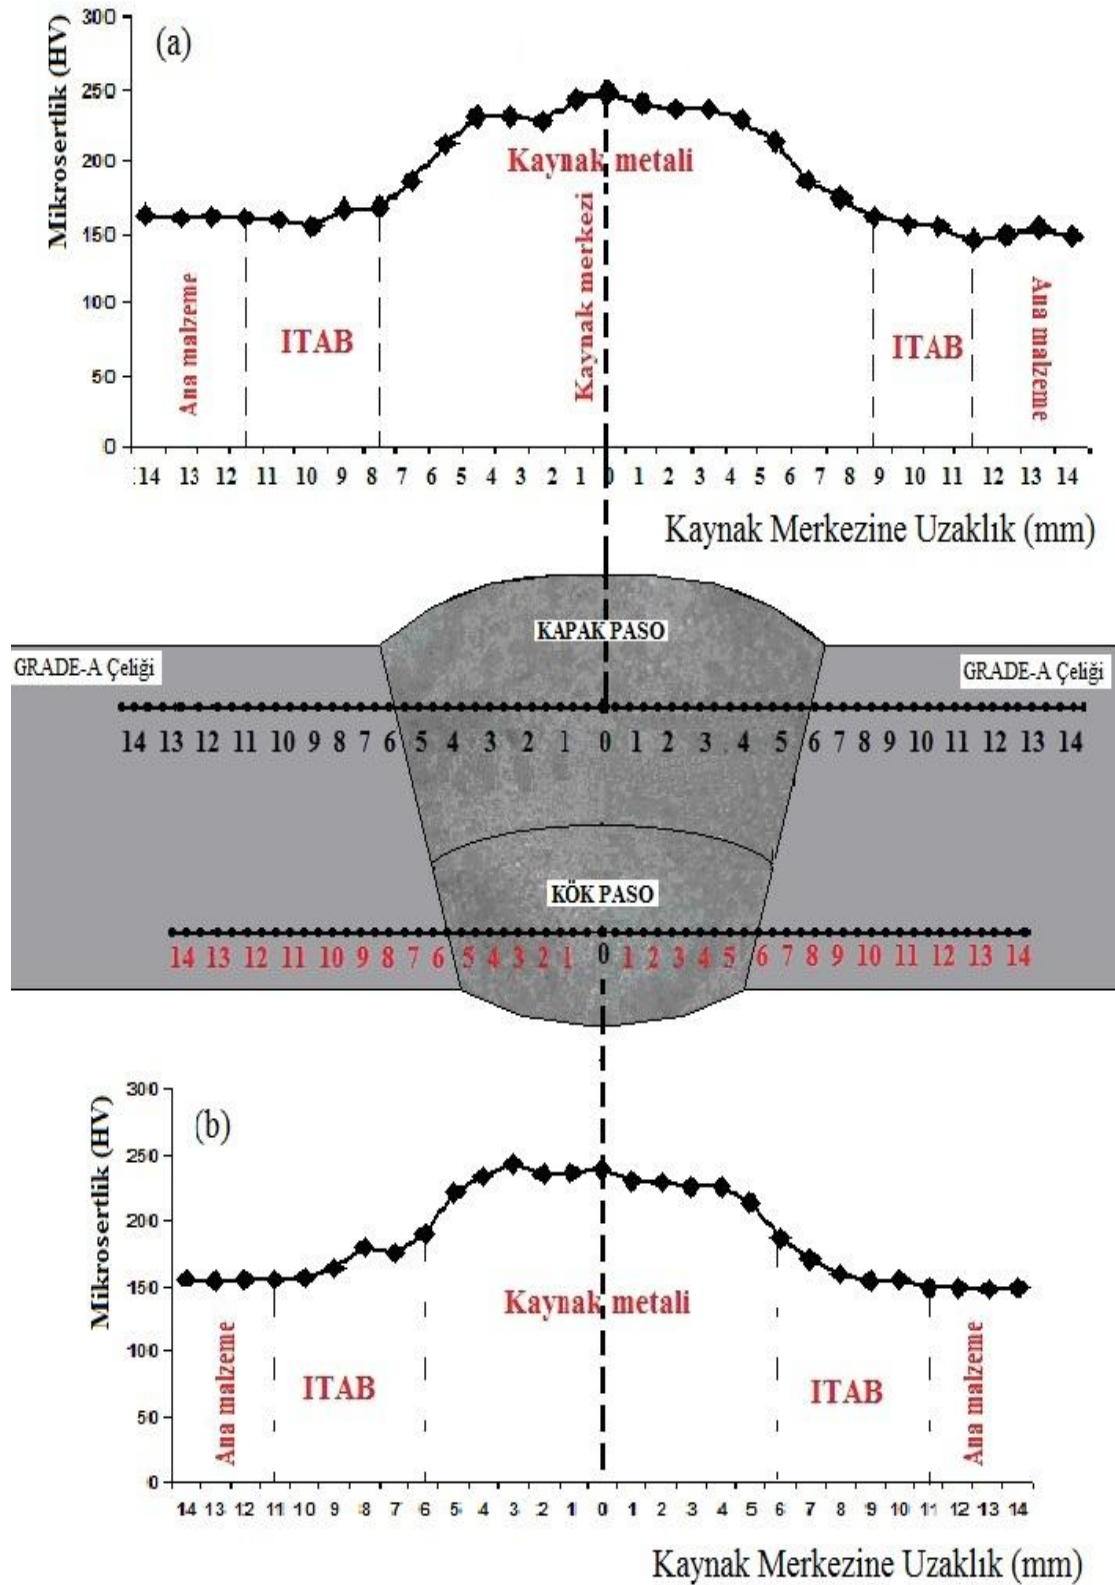 (a)
Mikrosertlik (HV)
300
250
200
150
100
50
0
Kaynak metali
Kaynak merkezi
Ana malzeme
ITAB
ITAB
Ana malzeme
14 13 12 11 10 9 8 7 6 5 4 3 2 1 0 1 2 3 4 5 6 7 8 9 10 11 12 13 14
Kaynak Merkezine Uzaklık (mm)
KAPAK PASO
GRADE-A Çeliği
GRADE-A Çeliği
14 13 12 11 10 9 8 7 6 5 4 3 2 1 0 1 2 3 4 5 6 7 8 9 10 11 12 13 14
KÖK PASO
14 13 12 11 10 9 8 7 6 5 4 3 2 1 0 1 2 3 4 5 6 7 8 9 10 11 12 13 14
(b)
Mikrosertlik (HV)
300
250
200
150
100
50
0
Kaynak metali
Ana malzeme
ITAB
ITAB
Ana malzeme
14 13 12 11 10 9 8 7 6 5 4 3 2 1 0 1 2 3 4 5 6 7 8 9 10 11 12 13 14
Kaynak Merkezine Uzaklık (mm)